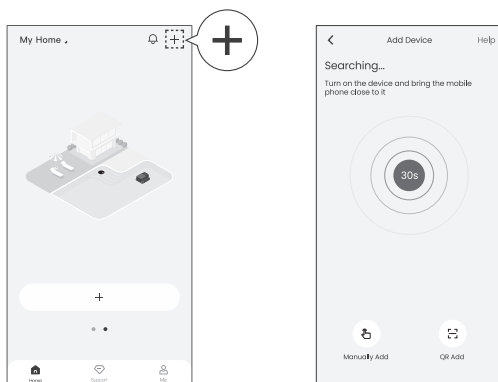 My Home
Home
Support
Me
Add Device
Help
Searching...
Turn on the device and bring the mobile
phone close to it
30s
Manually Add
QR Add